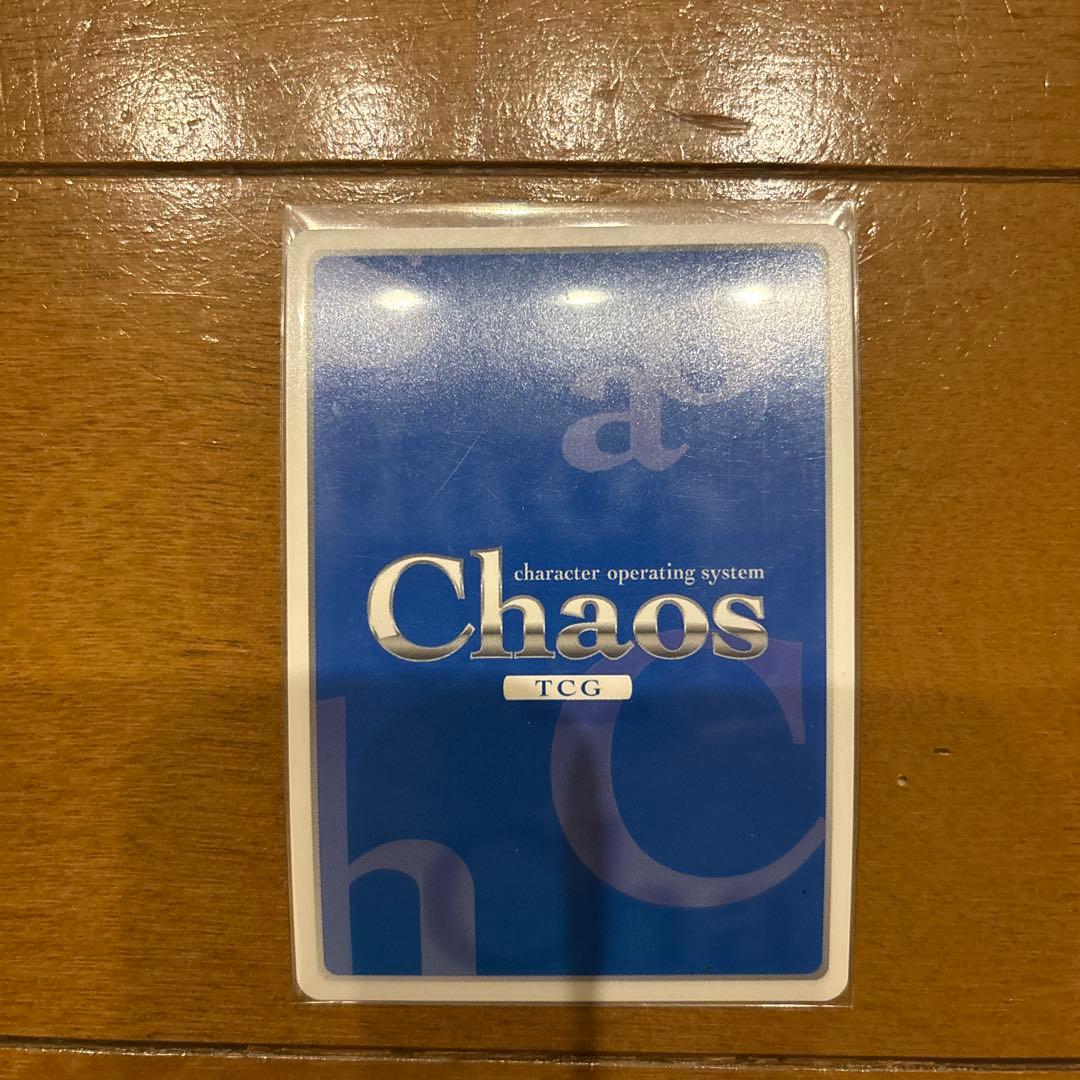 a
character operating system
Chaos
TCG
C
h